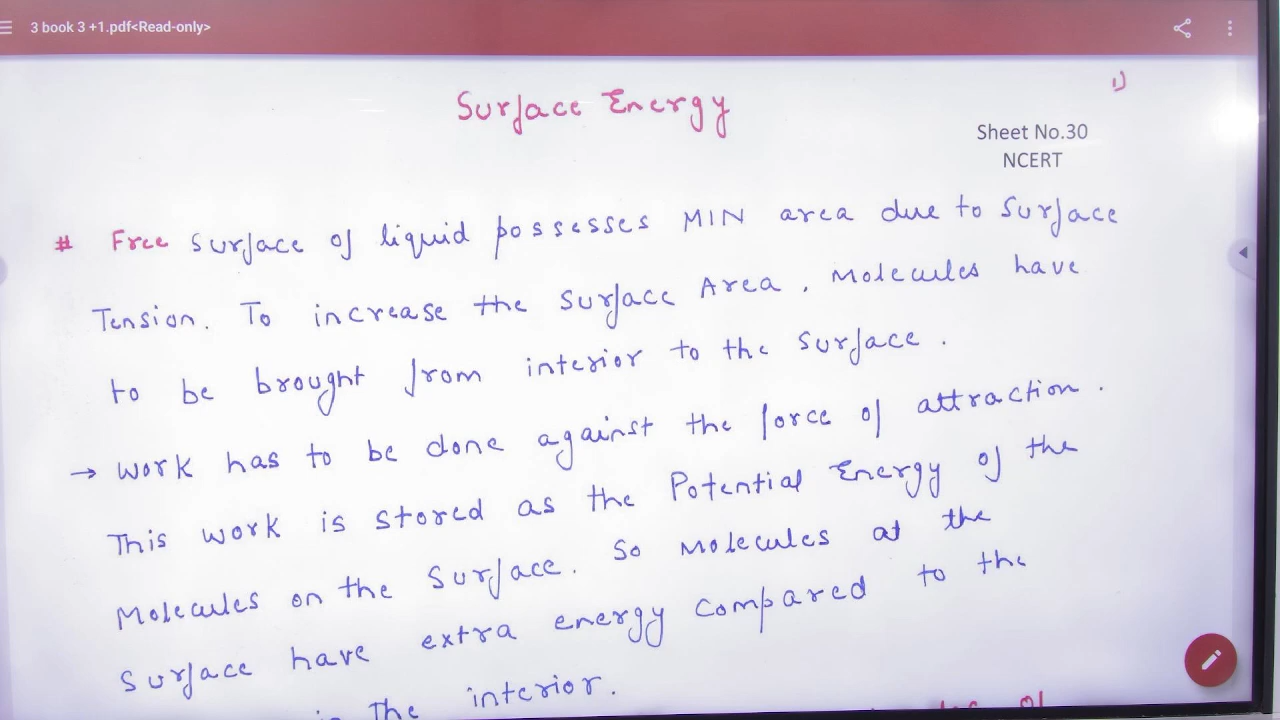 3 book 3 +1.pdf<Read-only>
1)
Surface Energy
Sheet No.30
NCERT
# Free surface of liquid possesses MIN area due to surface
Tension. To increase the surface Area, Molecules have
to be brought from interior to the surface.
→ Work has to be done against the force of attraction.
This work is stored as the Potential Energy of the
Molecules on the Surface. So Molecules at the
Surface have extra energy compared to the
The interior.